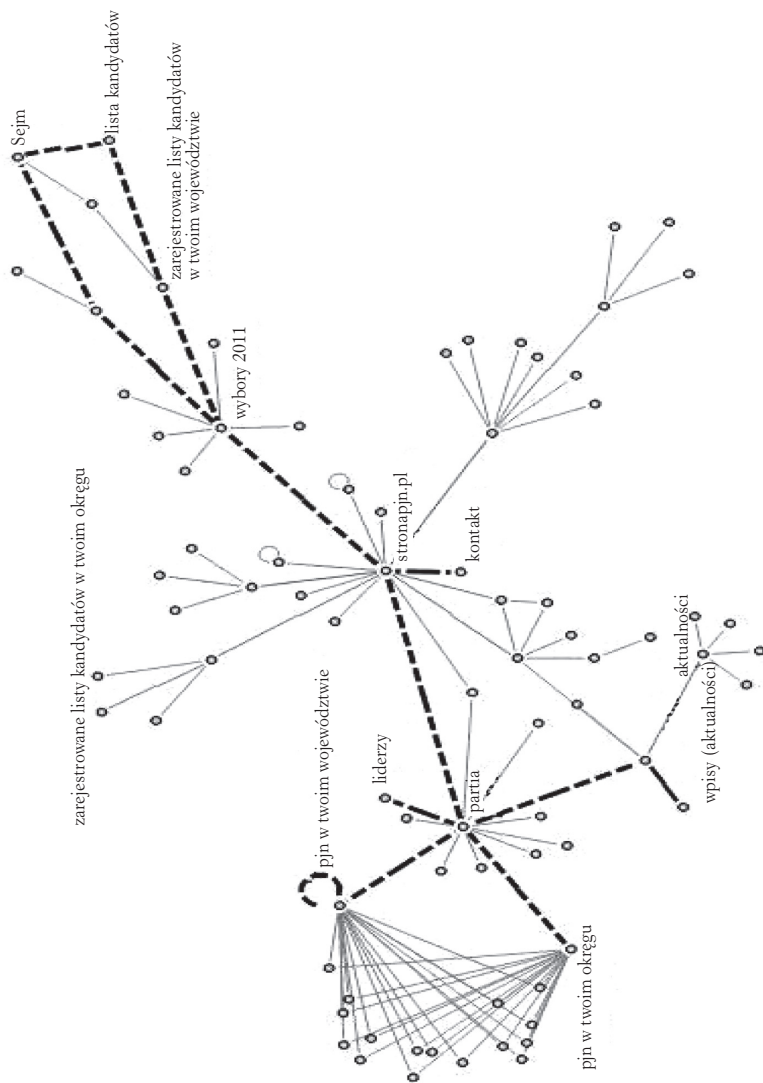 Sejm
lista kandydatów
zarejestrowane listy kandydatów
w twoim województwie
wybory 2011
zarejestrowane listy kandydatów w twoim okręgu
stronapjn.pl
kontakt
pjn w twoim województwie
liderzy
partia
aktualności
wpisy (aktualności)
pjn w twoim okręgu